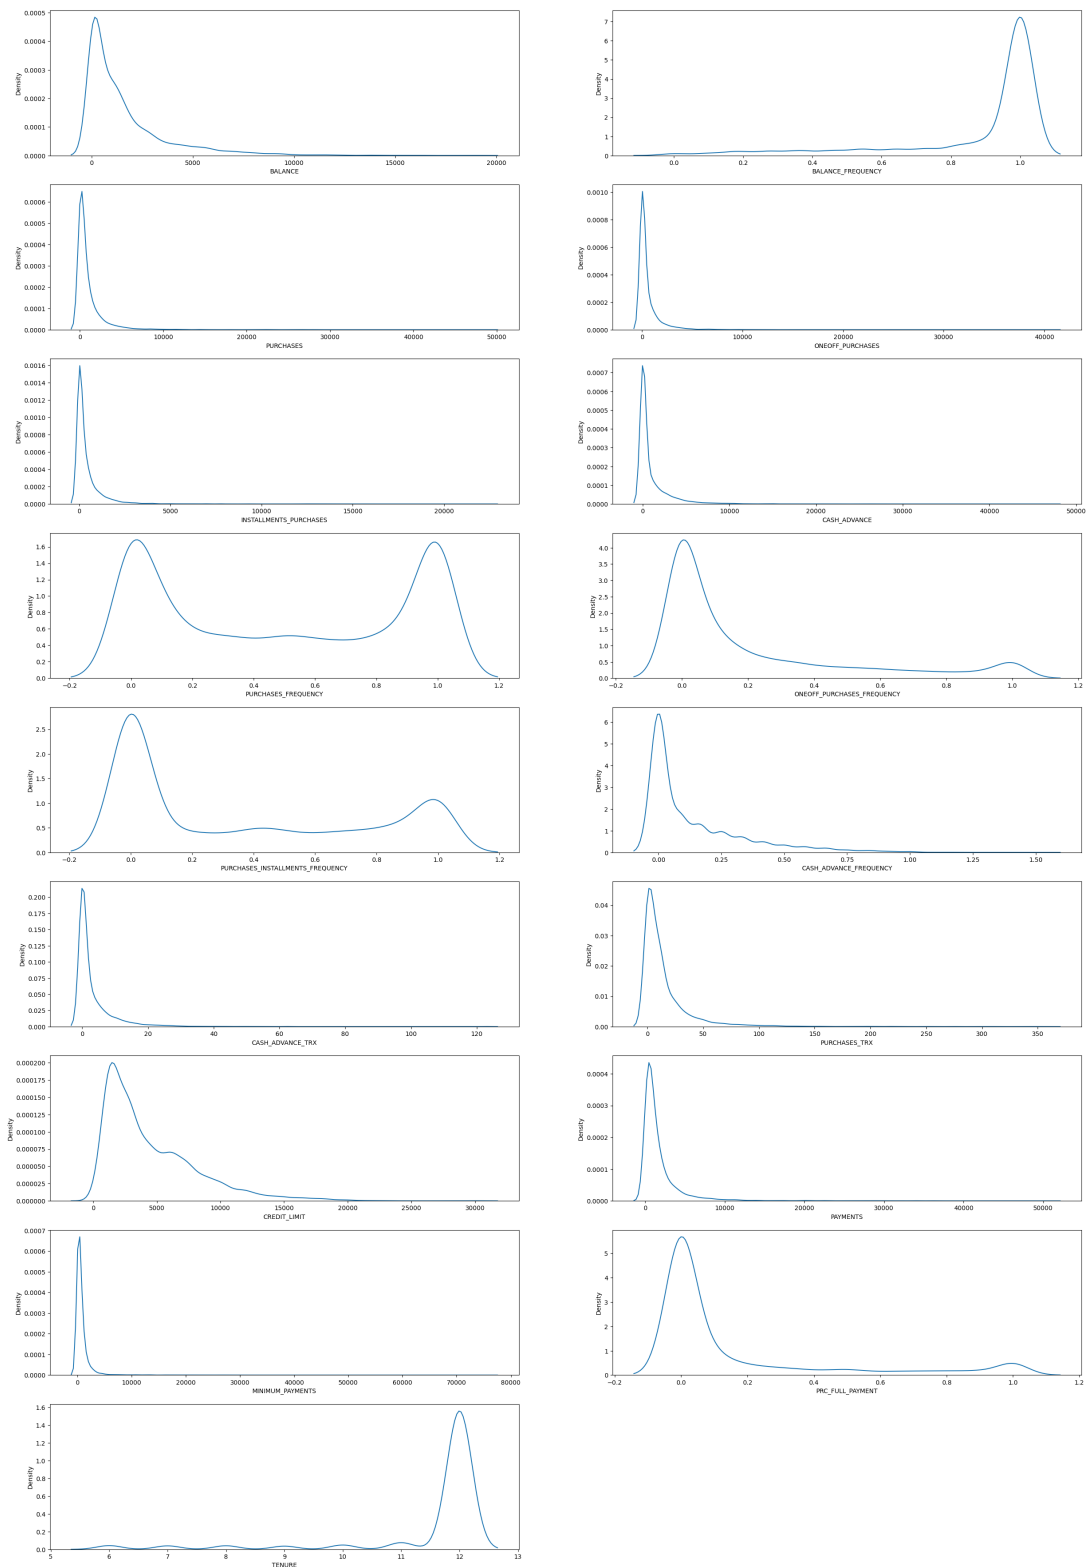 0.0005
0.0004
0.0003
0.0002
0.0001
0.0000
Density
0 5000 10000 15000 20000
BALANCE
7
6
5
4
3
2
1
0
Density
0.0 0.2 0.4 0.6 0.8 1.0
BALANCE_FREQUENCY
0.0006
0.0005
0.0004
0.0003
0.0002
0.0001
0.0000
Density
0 10000 20000 30000 40000 50000
PURCHASES
0.0010
0.0008
0.0006
0.0004
0.0002
0.0000
Density
0 10000 20000 30000 40000
ONEOFF_PURCHASES
0.0016
0.0014
0.0012
0.0010
0.0008
0.0006
0.0004
0.0002
0.0000
Density
0 5000 10000 15000 20000
INSTALLMENTS_PURCHASES
0.0007
0.0006
0.0005
0.0004
0.0003
0.0002
0.0001
0.0000
Density
0 10000 20000 30000 40000 50000
CASH_ADVANCE
1.6
1.4
1.2
1.0
0.8
0.6
0.4
0.2
0.0
Density
−0.2 0.0 0.2 0.4 0.6 0.8 1.0 1.2
PURCHASES_FREQUENCY
4.0
3.5
3.0
2.5
2.0
1.5
1.0
0.5
0.0
Density
−0.2 0.0 0.2 0.4 0.6 0.8 1.0 1.2
ONEOFF_PURCHASES_FREQUENCY
2.5
2.0
1.5
1.0
0.5
0.0
Density
−0.2 0.0 0.2 0.4 0.6 0.8 1.0 1.2
PURCHASES_INSTALLMENTS_FREQUENCY
6
5
4
3
2
1
0
Density
0.00 0.25 0.50 0.75 1.00 1.25 1.50
CASH_ADVANCE_FREQUENCY
0.200
0.175
0.150
0.125
0.100
0.075
0.050
0.025
0.000
Density
0 20 40 60 80 100 120
CASH_ADVANCE_TRX
0.04
0.03
0.02
0.01
0.00
Density
0 50 100 150 200 250 300 350
PURCHASES_TRX
0.000200
0.000175
0.000150
0.000125
0.000100
0.000075
0.000050
0.000025
0.000000
Density
0 5000 10000 15000 20000 25000 30000
CREDIT_LIMIT
0.0004
0.0003
0.0002
0.0001
0.0000
Density
0 10000 20000 30000 40000 50000
PAYMENTS
0.0007
0.0006
0.0005
0.0004
0.0003
0.0002
0.0001
0.0000
Density
0 10000 20000 30000 40000 50000 60000 70000 80000
MINIMUM_PAYMENTS
5
4
3
2
1
0
Density
−0.2 0.0 0.2 0.4 0.6 0.8 1.0 1.2
PRC_FULL_PAYMENT
1.6
1.4
1.2
1.0
0.8
0.6
0.4
0.2
0.0
Density
5 6 7 8 9 10 11 12 13
TENURE